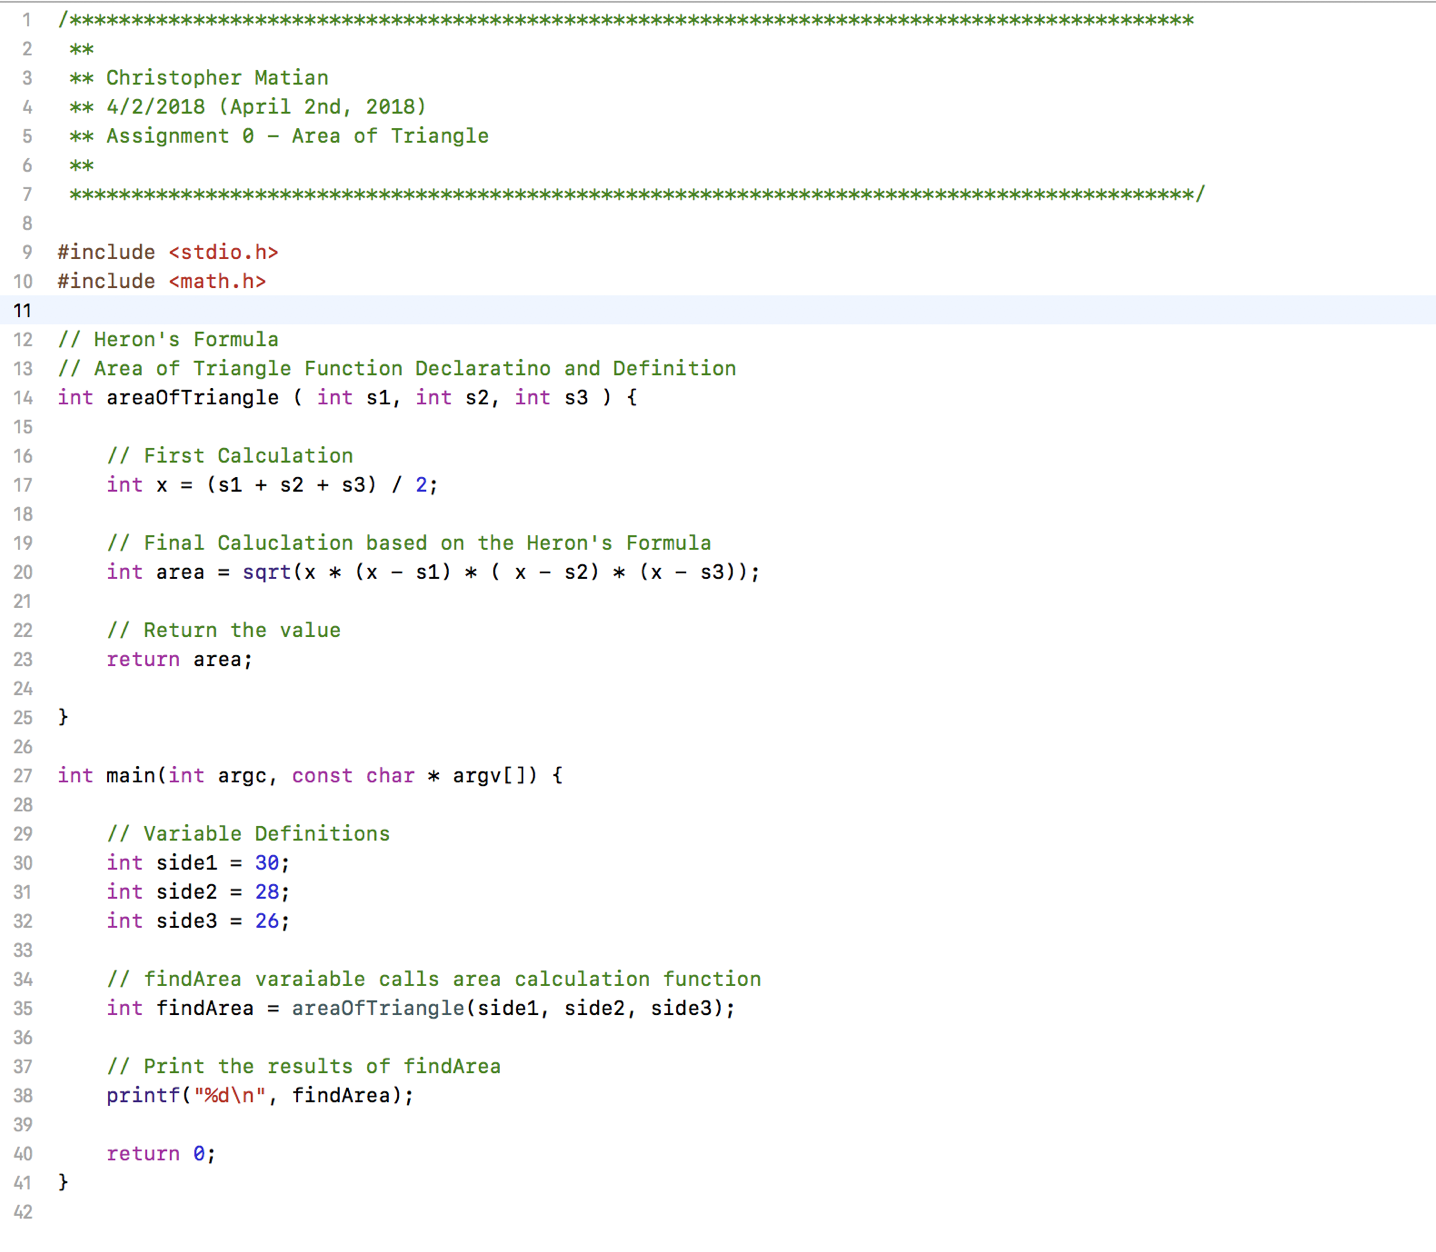 1 /*******************************************************************************************
2 **
3 ** Christopher Matian
4 ** 4/2/2018 (April 2nd, 2018)
5 ** Assignment 0 – Area of Triangle
6 **
7 *******************************************************************************************/
8
9 #include <stdio.h>
10 #include <math.h>
11
12 // Heron's Formula
13 // Area of Triangle Function Declaratino and Definition
14 int areaOfTriangle ( int s1, int s2, int s3 ) {
15
16     // First Calculation
17     int x = (s1 + s2 + s3) / 2;
18
19     // Final Caluclation based on the Heron's Formula
20     int area = sqrt(x * (x - s1) * ( x - s2) * (x - s3));
21
22     // Return the value
23     return area;
24
25 }
26
27 int main(int argc, const char * argv[]) {
28
29     // Variable Definitions
30     int side1 = 30;
31     int side2 = 28;
32     int side3 = 26;
33
34     // findArea varaiable calls area calculation function
35     int findArea = areaOfTriangle(side1, side2, side3);
36
37     // Print the results of findArea
38     printf("%d\n", findArea);
39
40     return 0;
41 }
42